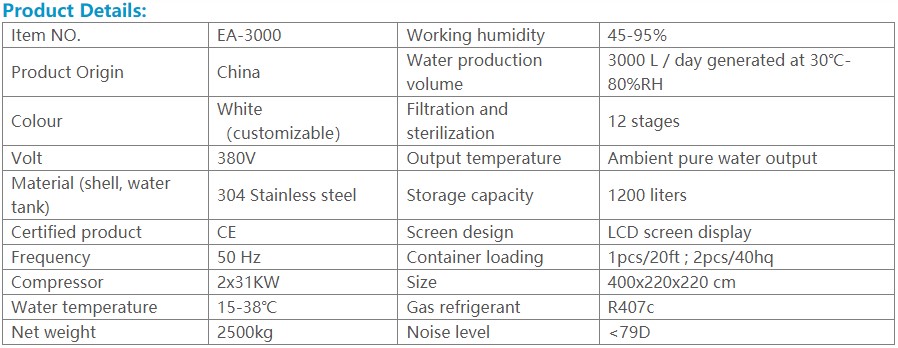 Product Details:
Item NO. EA-3000 Working humidity 45-95%
Product Origin China Water production volume 3000 L / day generated at 30℃-80%RH
Colour White （customizable） Filtration and sterilization 12 stages
Volt 380V Output temperature Ambient pure water output
Material (shell, water tank) 304 Stainless steel Storage capacity 1200 liters
Certified product CE Screen design LCD screen display
Frequency 50 Hz Container loading 1pcs/20ft ; 2pcs/40hq
Compressor 2x31KW Size 400x220x220 cm
Water temperature 15-38℃ Gas refrigerant R407c
Net weight 2500kg Noise level <79D